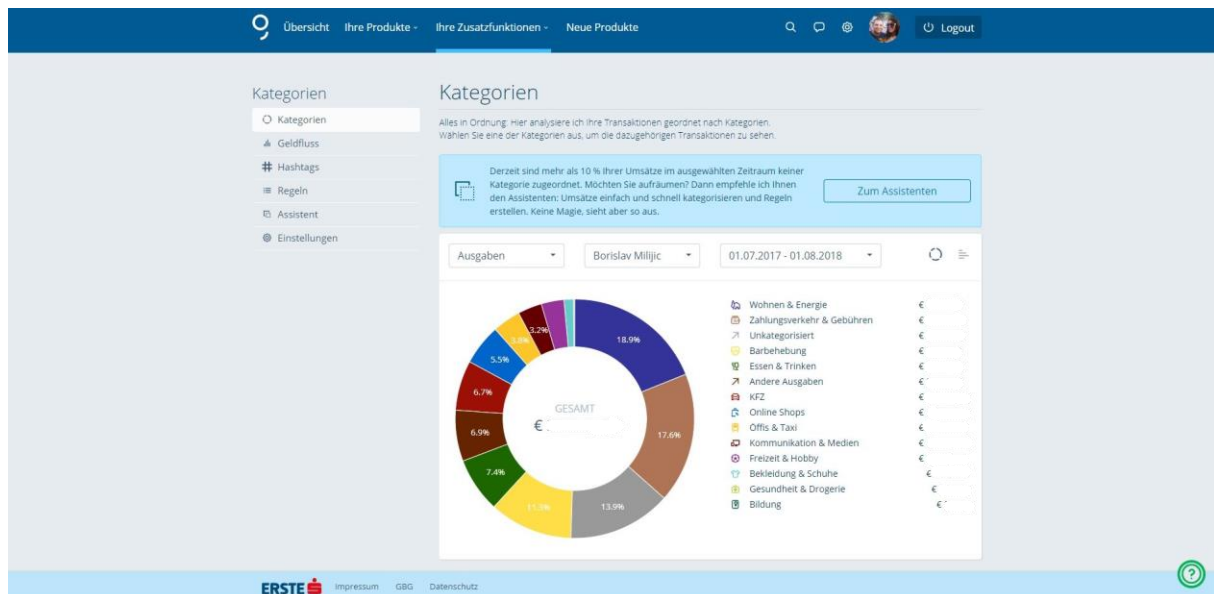 Übersicht Ihre Produkte Ihre Zusatzfunktionen Neue Produkte Logout
Kategorien
Kategorien
Geldfluss
# Hashtags
Regeln
Assistent
Einstellungen
Kategorien
Alles in Ordnung: Hier analysiere ich Ihre Transaktionen geordnet nach Kategorien.
Wählen Sie eine der Kategorien aus, um die dazugehörigen Transaktionen zu sehen.
Derzeit sind mehr als 10 % Ihrer Umsätze im ausgewählten Zeitraum keiner
Kategorie zugeordnet. Möchten Sie aufräumen? Dann empfehle ich Ihnen
den Assistenten: Umsätze einfach und schnell kategorisieren und Regeln
erstellen. Keine Magie, sieht aber so aus.
Zum Assistenten
Ausgaben Borislav Milijic 01.07.2017 - 01.08.2018
18.9%
17.6%
13.9%
7.4%
6.9%
6.7%
5.5%
3.2%
GESAMT
€
Wohnen & Energie €
Zahlungsverkehr & Gebühren €
Unkategorisiert €
Barbehebung €
Essen & Trinken €
Andere Ausgaben €
KFZ €
Online Shops €
Öffis & Taxi €
Kommunikation & Medien €
Freizeit & Hobby €
Bekleidung & Schuhe €
Gesundheit & Drogerie €
Bildung €
ERSTE Impressum GBG Datenschutz
?